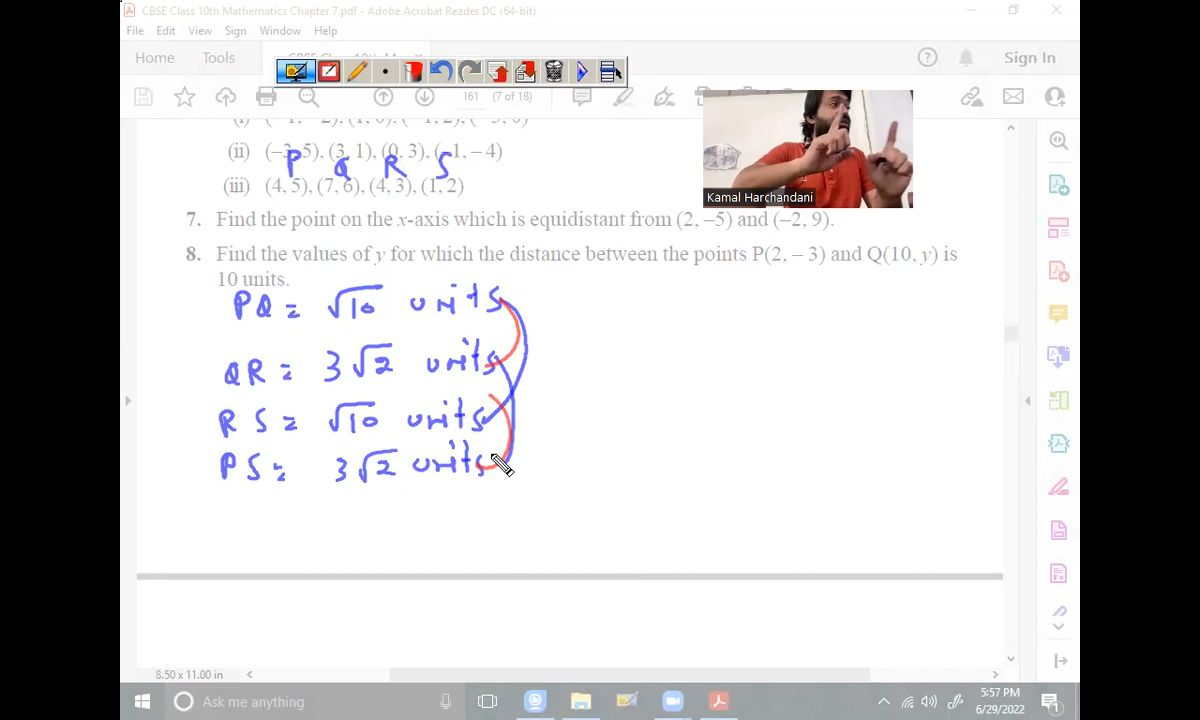 CBSE Class 10th Mathematics Chapter 7.pdf - Adobe Acrobat Reader DC (64-bit)
File Edit View Sign Window Help
Home Tools Sign In
161 (7 of 18)
(ii) (−3, 5), (3, 1), (0, 3), (−1, − 4)
P Q R S
(iii) (4, 5), (7, 6), (4, 3), (1, 2)
Kamal Harchandani
7. Find the point on the x-axis which is equidistant from (2, –5) and (–2, 9).
8. Find the values of y for which the distance between the points P(2, – 3) and Q(10, y) is
10 units.
PQ = √10 units
QR = 3√2 units
RS = √10 units
PS = 3√2 units
8.50 x 11.00 in
Ask me anything
5:57 PM
6/29/2022
1